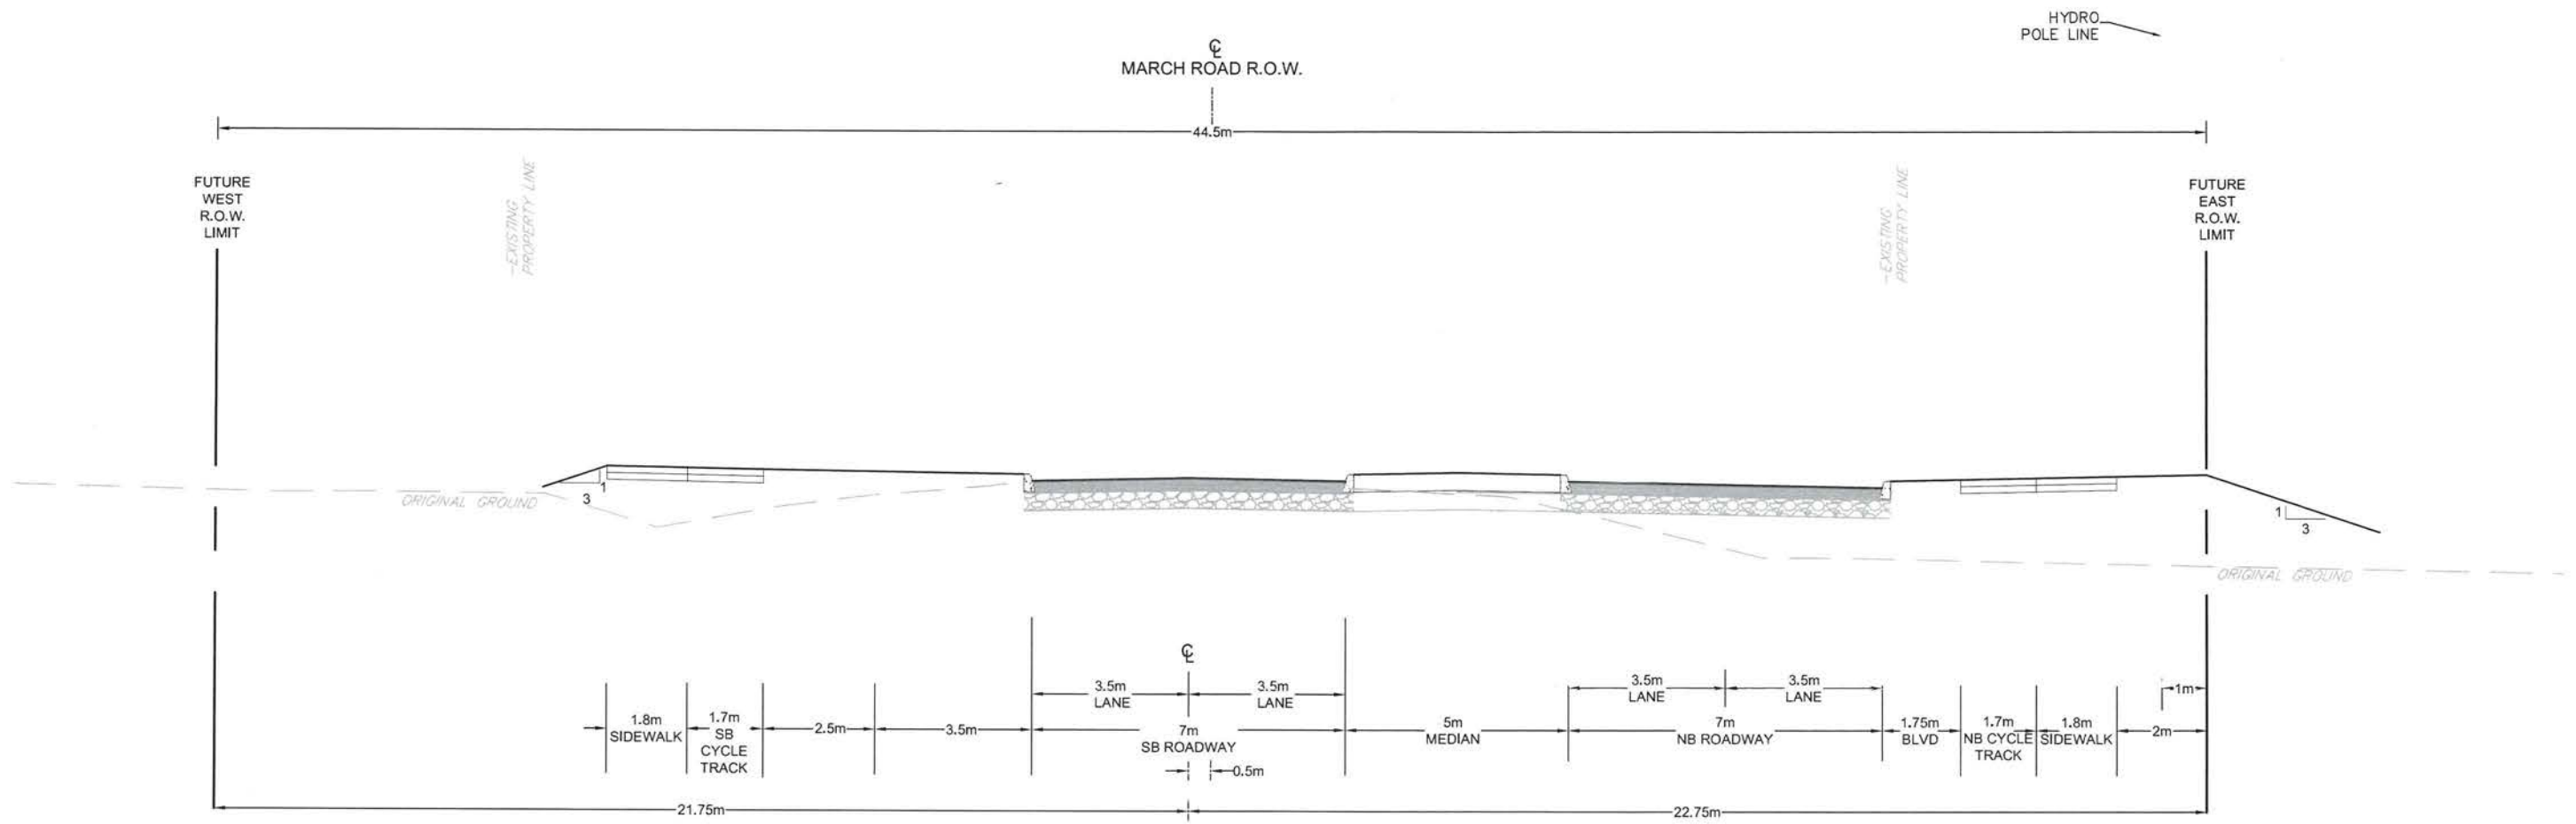 HYDRO
POLE LINE
℄
MARCH ROAD R.O.W.
44.5m
FUTURE
WEST
R.O.W.
LIMIT
EXISTING
PROPERTY LINE
EXISTING
PROPERTY LINE
FUTURE
EAST
R.O.W.
LIMIT
ORIGINAL GROUND
3
1
1
3
ORIGINAL GROUND
℄
3.5m
LANE
3.5m
LANE
3.5m
LANE
3.5m
LANE
1m
1.8m
SIDEWALK
1.7m
SB
CYCLE
TRACK
2.5m
3.5m
7m
SB ROADWAY
5m
MEDIAN
7m
NB ROADWAY
1.75m
BLVD
1.7m
NB CYCLE
TRACK
1.8m
SIDEWALK
2m
0.5m
21.75m
22.75m